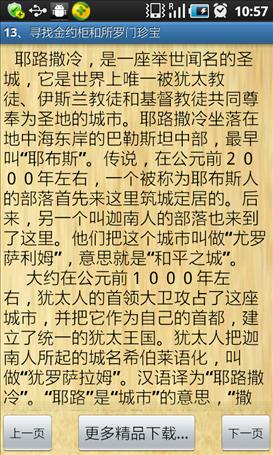 10:57
13、寻找金约柜和所罗门珍宝
耶路撒冷，是一座举世闻名的圣
城，它是世界上唯一被犹太教
徒、伊斯兰教徒和基督教徒共同尊
奉为圣地的城市。耶路撒冷坐落在
地中海东岸的巴勒斯坦中部，最早
叫“耶布斯”。传说，在公元前２０
００年左右，一个被称为耶布斯人
的部落首先来这里筑城定居的。后
来，另一个叫迦南人的部落也来到
了这里。他们把这个城市叫做“尤罗
萨利姆”，意思就是“和平之城”。
大约在公元前１０００年左
右，犹太人的首领大卫攻占了这座
城市，并把它作为自己的首都，建
立了统一的犹太王国。犹太人把迦
南人所起的城名希伯莱语化，叫
做“犹罗萨拉姆”。汉语译为“耶路撒
冷”。“耶路”是“城市”的意思，“撒
上一页
更多精品下载...
下一页